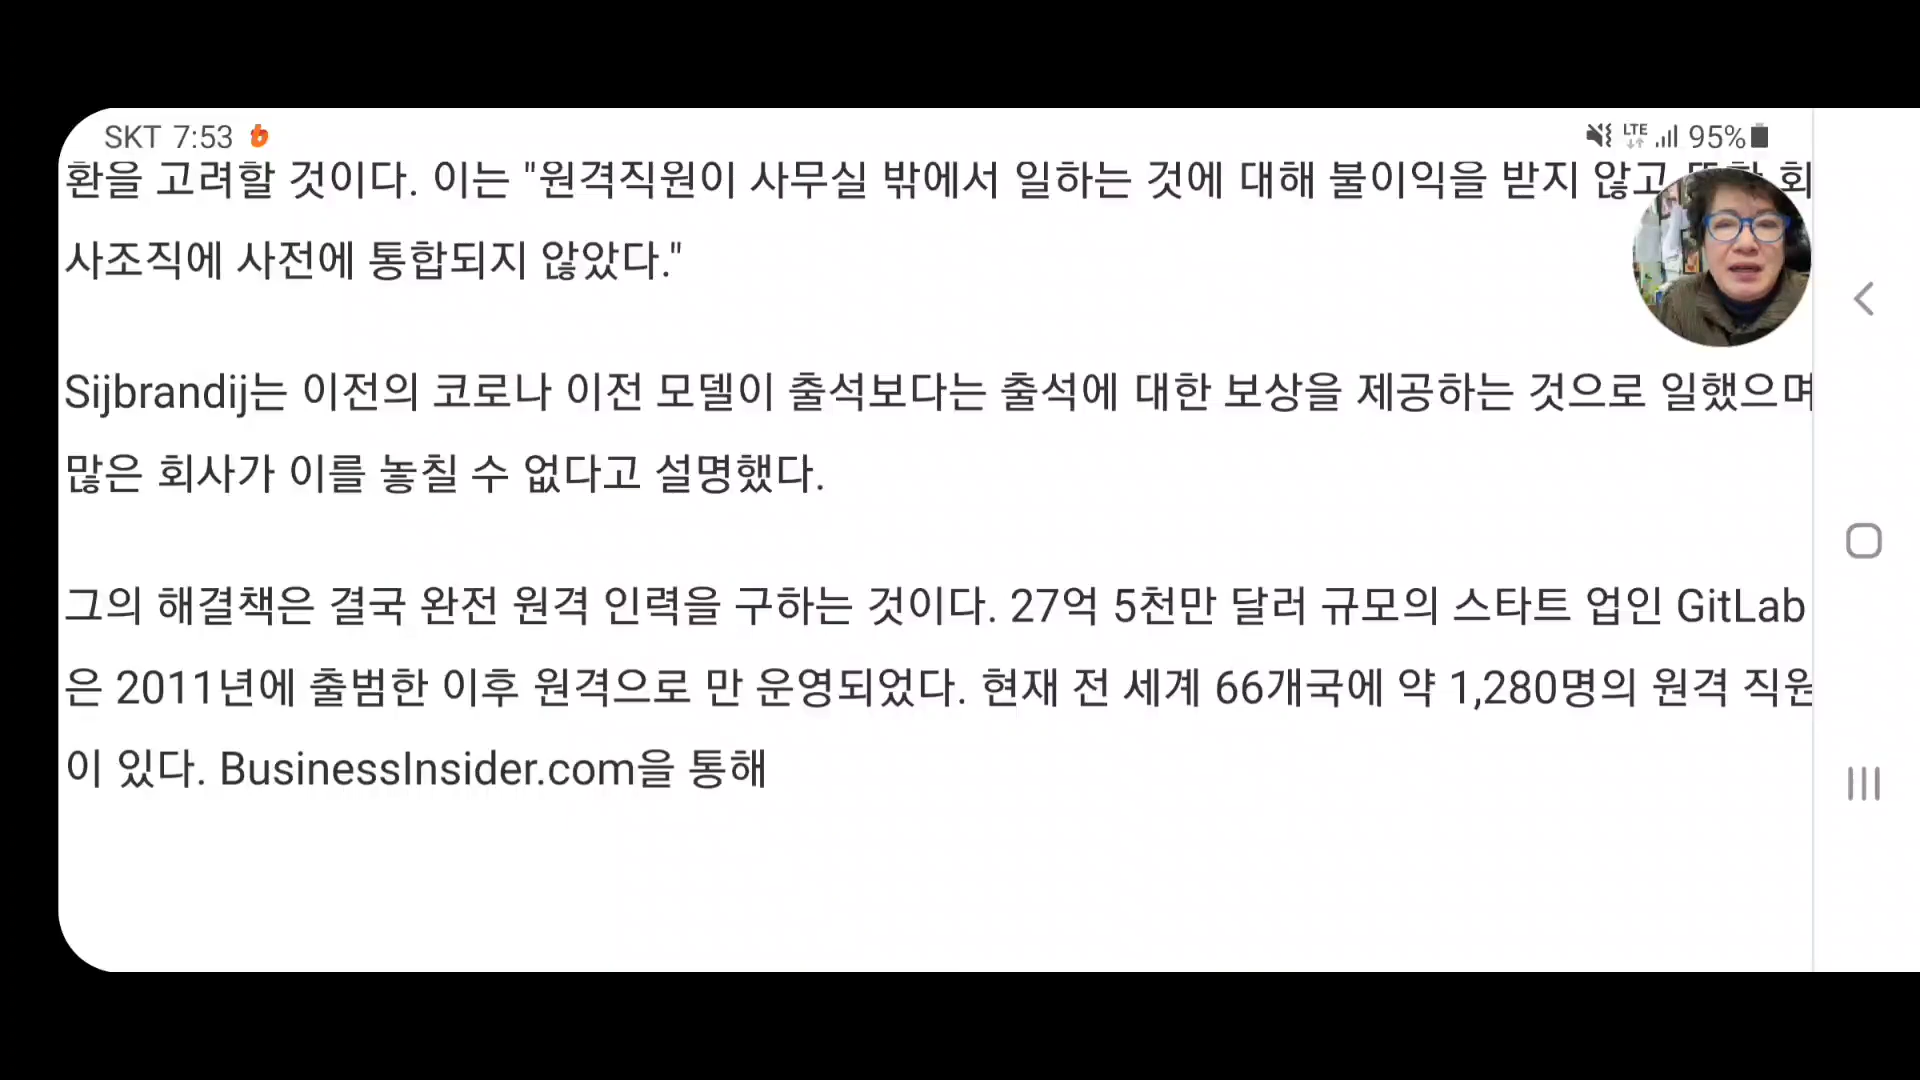 SKT 7:53
LTE 95%
환을 고려할 것이다. 이는 "원격직원이 사무실 밖에서 일하는 것에 대해 불이익을 받지 않고 또한 회
사조직에 사전에 통합되지 않았다."
Sijbrandij는 이전의 코로나 이전 모델이 출석보다는 출석에 대한 보상을 제공하는 것으로 일했으며
많은 회사가 이를 놓칠 수 없다고 설명했다.
그의 해결책은 결국 완전 원격 인력을 구하는 것이다. 27억 5천만 달러 규모의 스타트 업인 GitLab
은 2011년에 출범한 이후 원격으로 만 운영되었다. 현재 전 세계 66개국에 약 1,280명의 원격 직원
이 있다. BusinessInsider.com을 통해